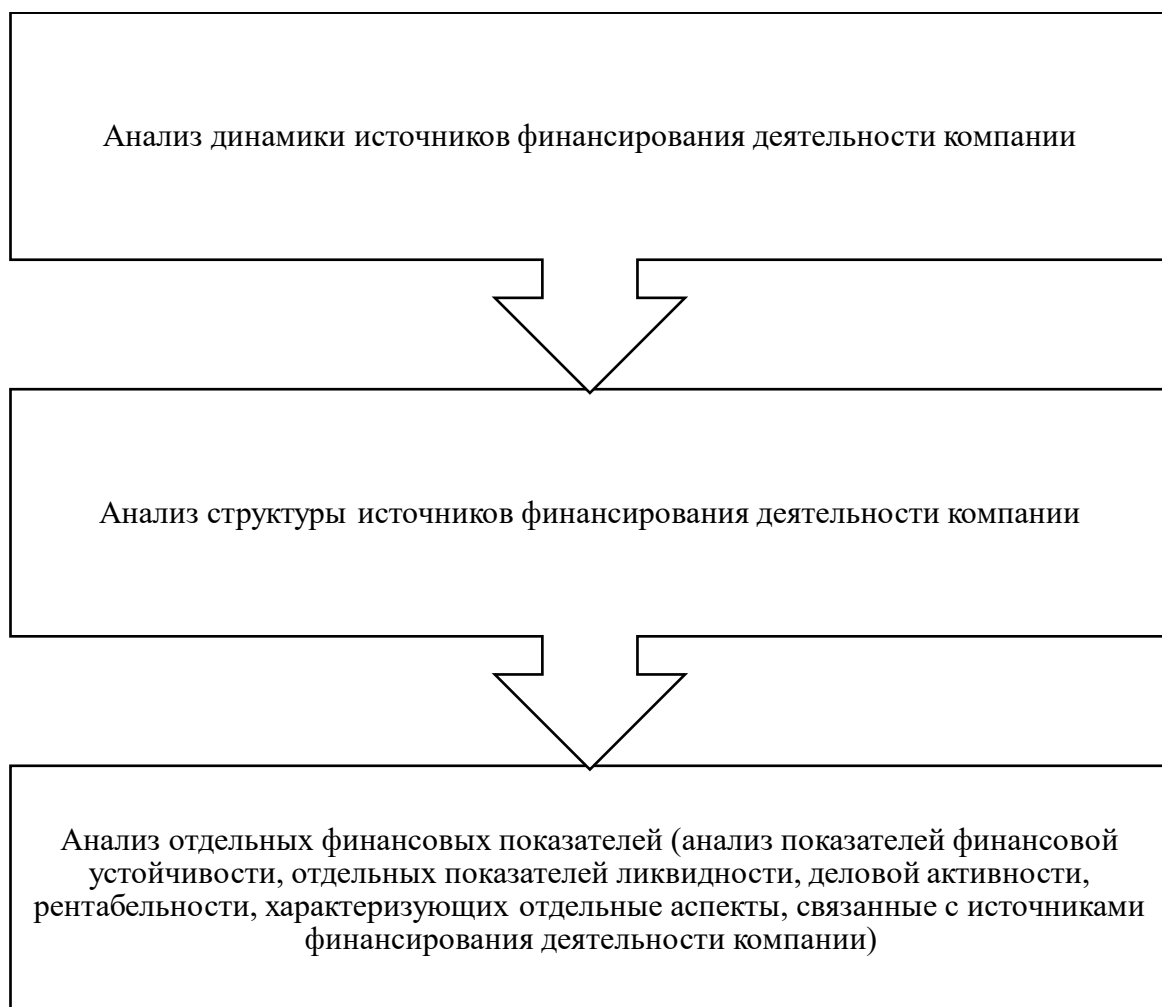 Анализ динамики источников финансирования деятельности компании
Анализ структуры источников финансирования деятельности компании
Анализ отдельных финансовых показателей (анализ показателей финансовой
устойчивости, отдельных показателей ликвидности, деловой активности,
рентабельности, характеризующих отдельные аспекты, связанные с источниками
финансирования деятельности компании)